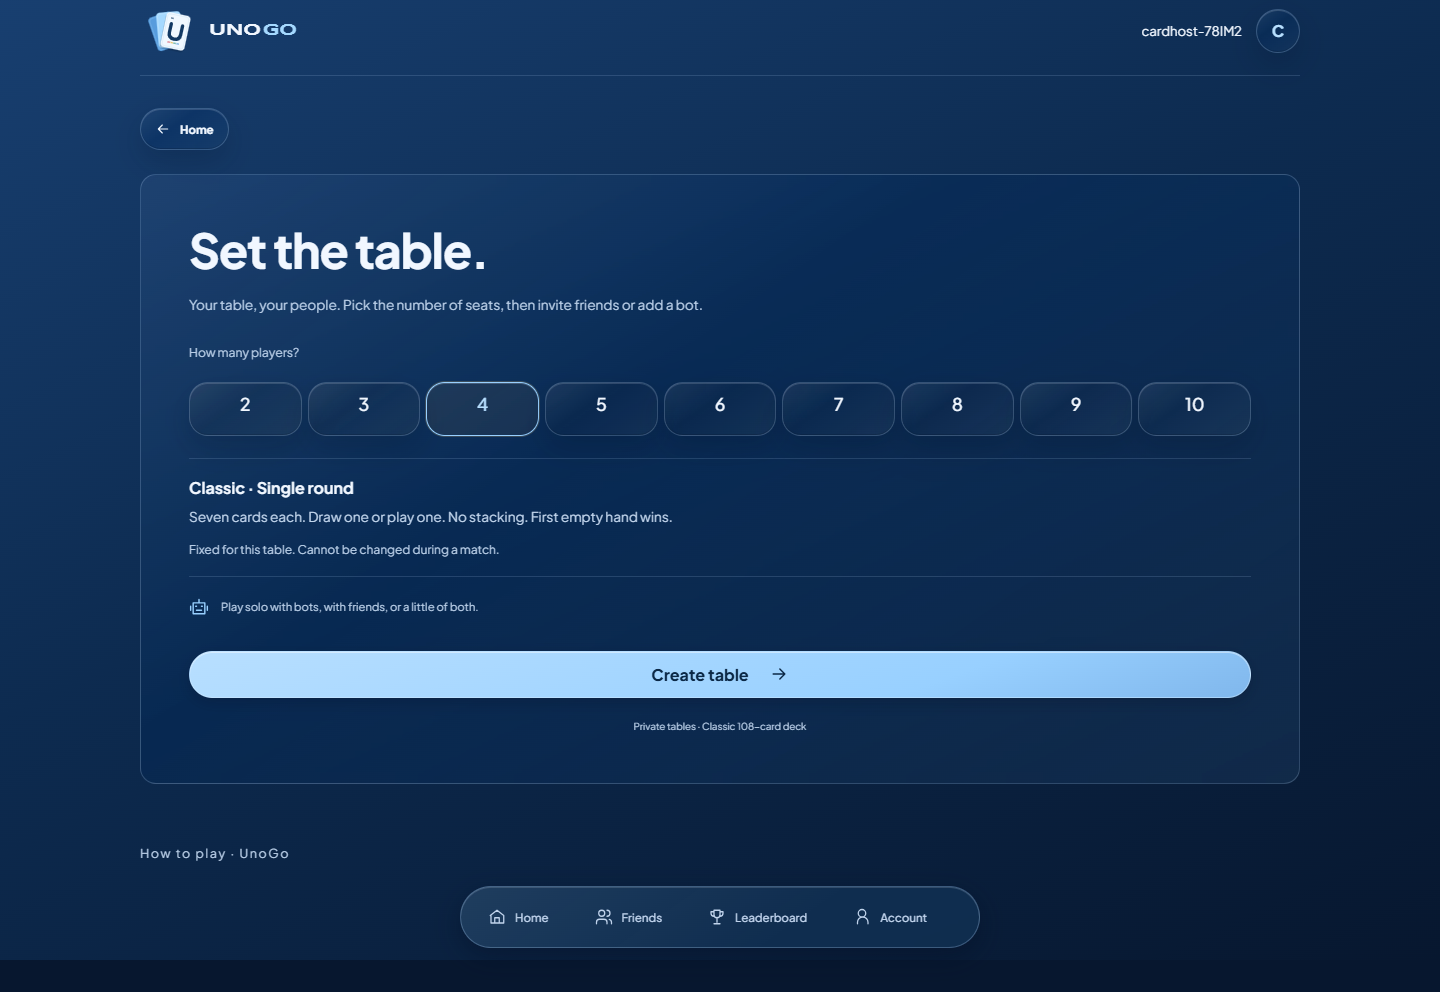 U UNOGO
cardhost-78IM2 C
Home
Set the table.
Your table, your people. Pick the number of seats, then invite friends or add a bot.
How many players?
2 3 4 5 6 7 8 9 10
Classic · Single round
Seven cards each. Draw one or play one. No stacking. First empty hand wins.
Fixed for this table. Cannot be changed during a match.
Play solo with bots, with friends, or a little of both.
Create table
Private tables · Classic 108-card deck
How to play · UnoGo
Home Friends Leaderboard Account